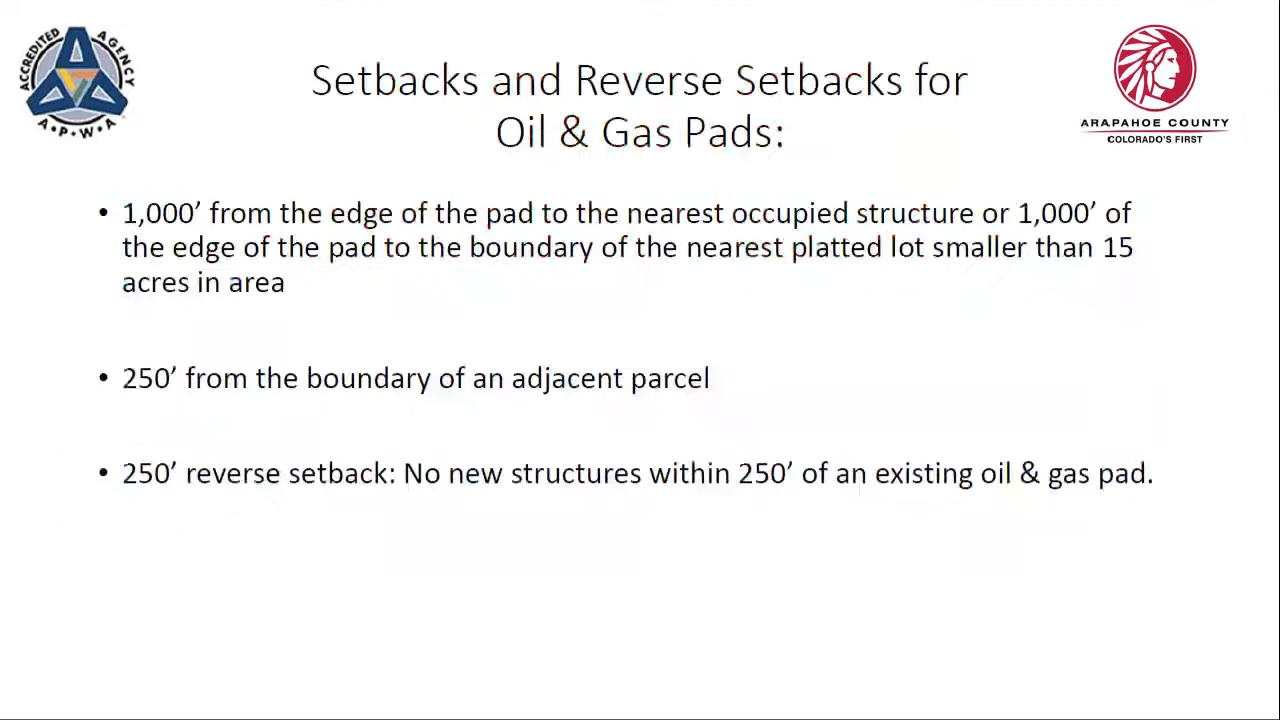 ACCREDITED AGENCY
A•P•W•A
ARAPAHOE COUNTY
COLORADO'S FIRST
Setbacks and Reverse Setbacks for
Oil & Gas Pads:
• 1,000’ from the edge of the pad to the nearest occupied structure or 1,000’ of
the edge of the pad to the boundary of the nearest platted lot smaller than 15
acres in area
• 250’ from the boundary of an adjacent parcel
• 250’ reverse setback: No new structures within 250’ of an existing oil & gas pad.